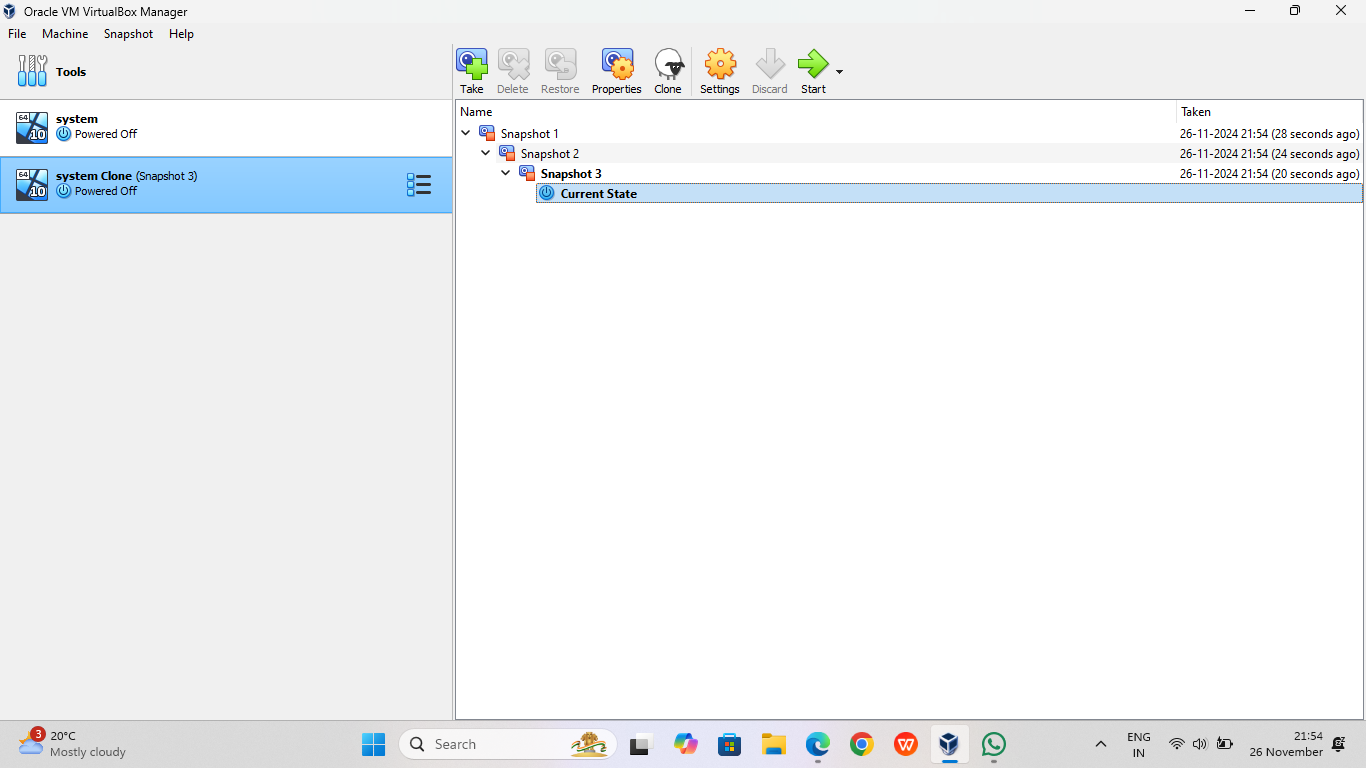 Oracle VM VirtualBox Manager
File Machine Snapshot Help
Tools
Take Delete Restore Properties Clone Settings Discard Start
64 10 system
Powered Off
64 10 system Clone (Snapshot 3)
Powered Off
Name Taken
Snapshot 1 26-11-2024 21:54 (28 seconds ago)
Snapshot 2 26-11-2024 21:54 (24 seconds ago)
Snapshot 3 26-11-2024 21:54 (20 seconds ago)
Current State
3 20°C
Mostly cloudy
Search
ENG
IN
21:54
26 November